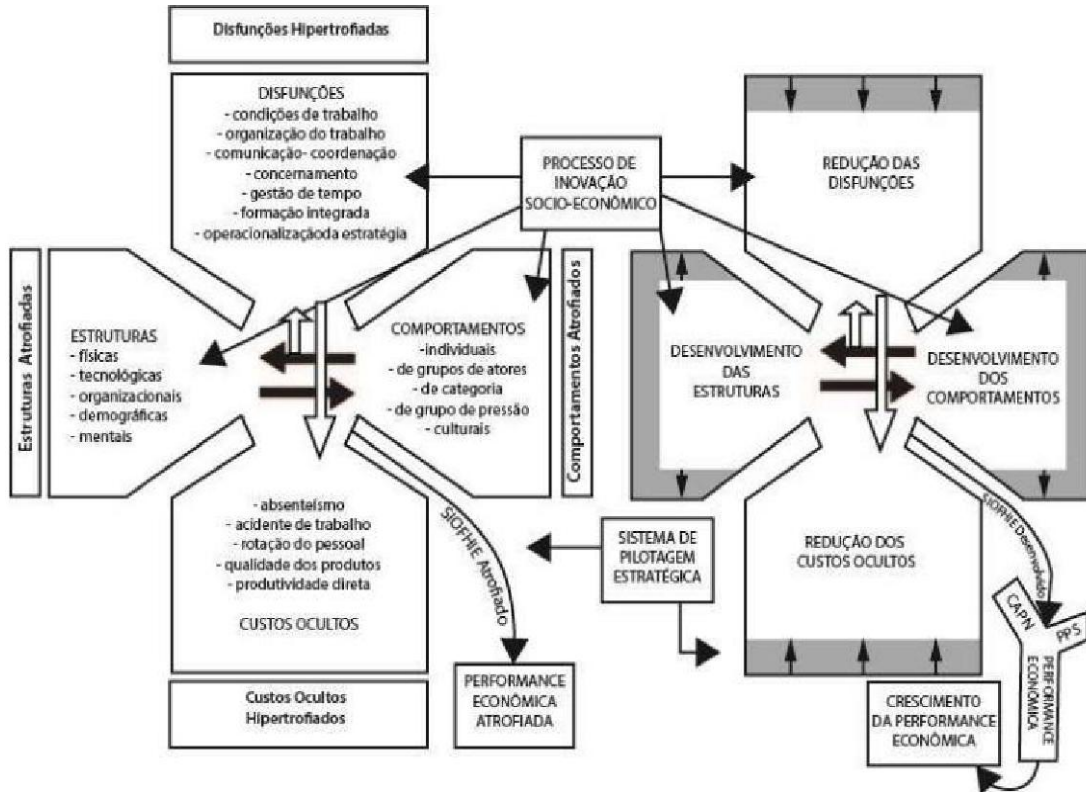 Disfunções Hipertrofiadas
DISFUNÇÕES
- condições de trabalho
- organização do trabalho
- comunicação- coordenação
- concernamento
- gestão de tempo
- formação integrada
- operacionalizaçãoda estratégia
PROCESSO DE
INOVAÇÃO
SOCIO-ECONÔMICO
REDUÇÃO DAS
DISFUNÇÕES
Estruturas Atrofiadas
ESTRUTURAS
- físicas
- tecnológicas
- organizacionais
- demográficas
- mentais
COMPORTAMENTOS
- individuais
- de grupos de atores
- de categoria
- de grupo de pressão
- culturais
Comportamentos Atrofiados
DESENVOLVIMENTO
DAS
ESTRUTURAS
DESENVOLVIMENTO
DOS
COMPORTAMENTOS
- absenteísmo
- acidente de trabalho
- rotação do pessoal
- qualidade dos produtos
- produtividade direta
CUSTOS OCULTOS
SIOFHIE Atrofiado
SISTEMA DE
PILOTAGEM
ESTRATÉGICA
REDUÇÃO DOS
CUSTOS OCULTOS
SIOFHIE Desenvolvido
Custos Ocultos
Hipertrofiados
PERFORMANCE
ECONÔMICA
ATROFIADA
CAPN
PPS
PERFORMANCE
ECONÔMICA
CRESCIMENTO
DA PERFORMANCE
ECONÔMICA